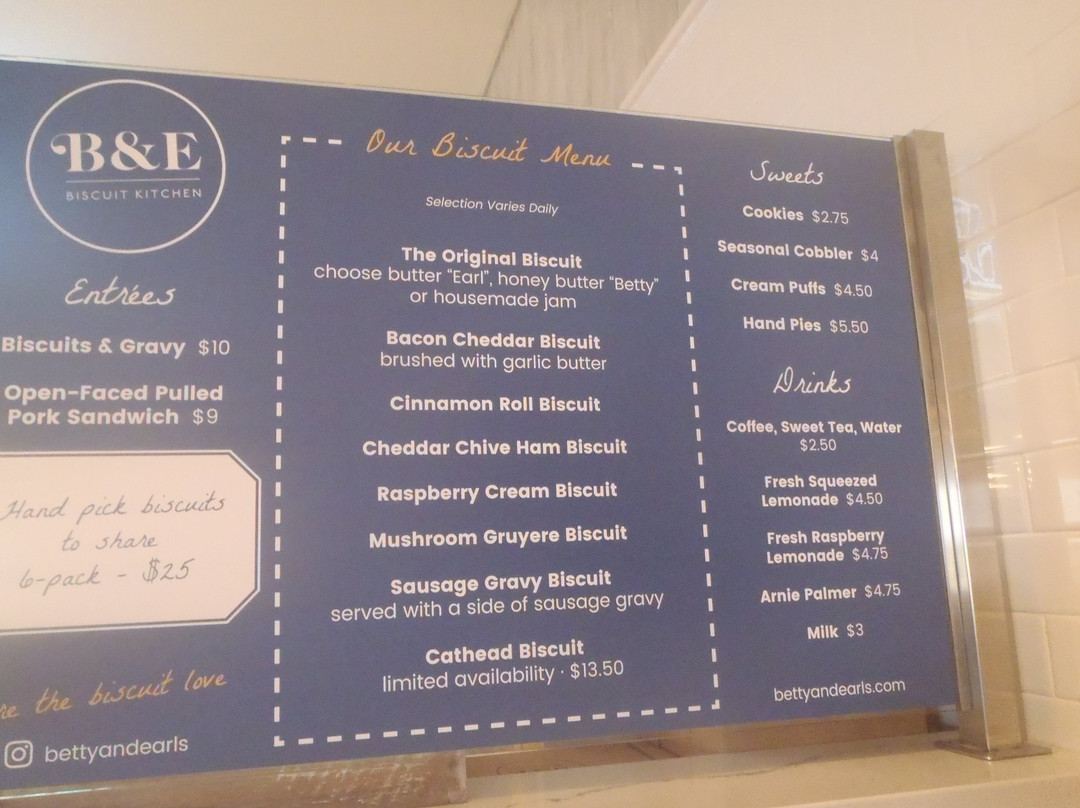 B&E
BISCUIT KITCHEN
Entrées
Biscuits & Gravy $10
Open-Faced Pulled
Pork Sandwich $9
Hand pick biscuits
to share
6-pack - $25
the biscuit love
bettyandearls
Our Biscuit Menu
Selection Varies Daily
The Original Biscuit
choose butter "Earl", honey butter "Betty"
or housemade jam
Bacon Cheddar Biscuit
brushed with garlic butter
Cinnamon Roll Biscuit
Cheddar Chive Ham Biscuit
Raspberry Cream Biscuit
Mushroom Gruyere Biscuit
Sausage Gravy Biscuit
served with a side of sausage gravy
Cathead Biscuit
limited availability · $13.50
Sweets
Cookies $2.75
Seasonal Cobbler $4
Cream Puffs $4.50
Hand Pies $5.50
Drinks
Coffee, Sweet Tea, Water
$2.50
Fresh Squeezed
Lemonade $4.50
Fresh Raspberry
Lemonade $4.75
Arnie Palmer $4.75
Milk $3
bettyandearls.com